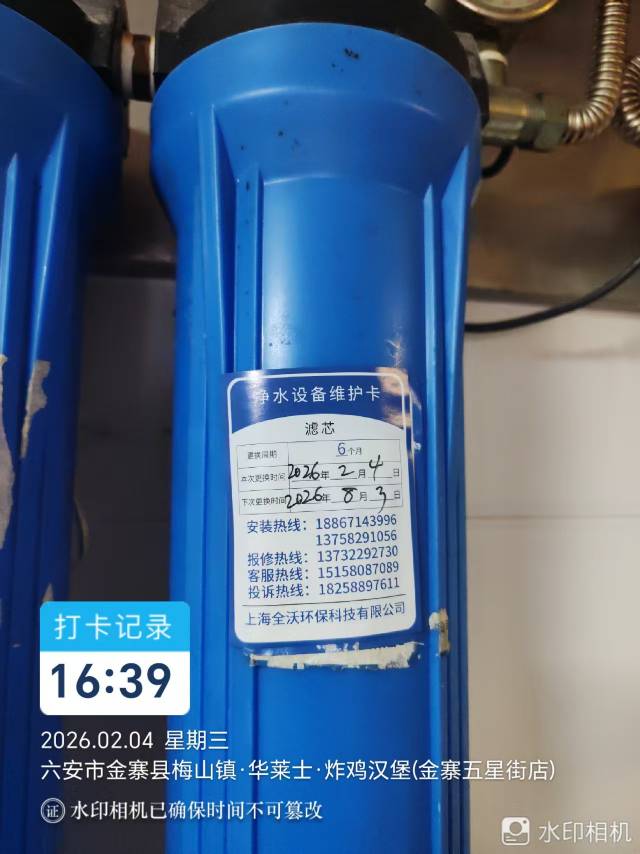 净水设备维护卡
滤芯
更换周期 6个月
本次更换时间 2026年 2月 4日
下次更换时间 2026年 8月 3日
安装热线：18867143996
13758291056
报修热线：13732292730
客服热线：15158087089
投诉热线：18258897611
上海全沃环保科技有限公司
打卡记录
16:39
2026.02.04 星期三
六安市金寨县梅山镇·华莱士·炸鸡汉堡(金寨五星街店)
证 水印相机已确保时间不可篡改
水印相机